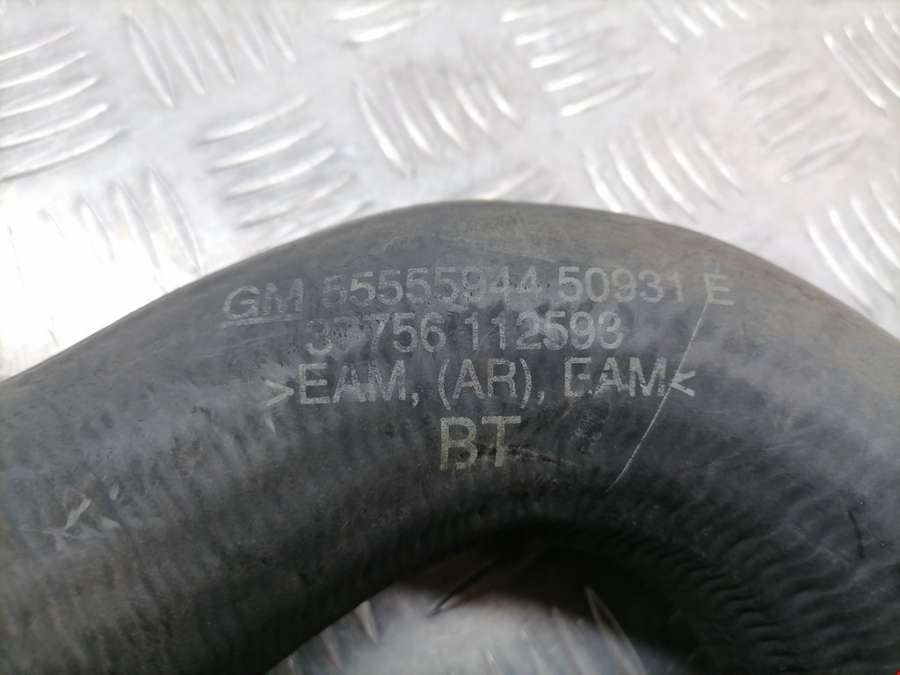 GM 55555944 50931 E
112593
>EAM, (AR), EAM<
BT